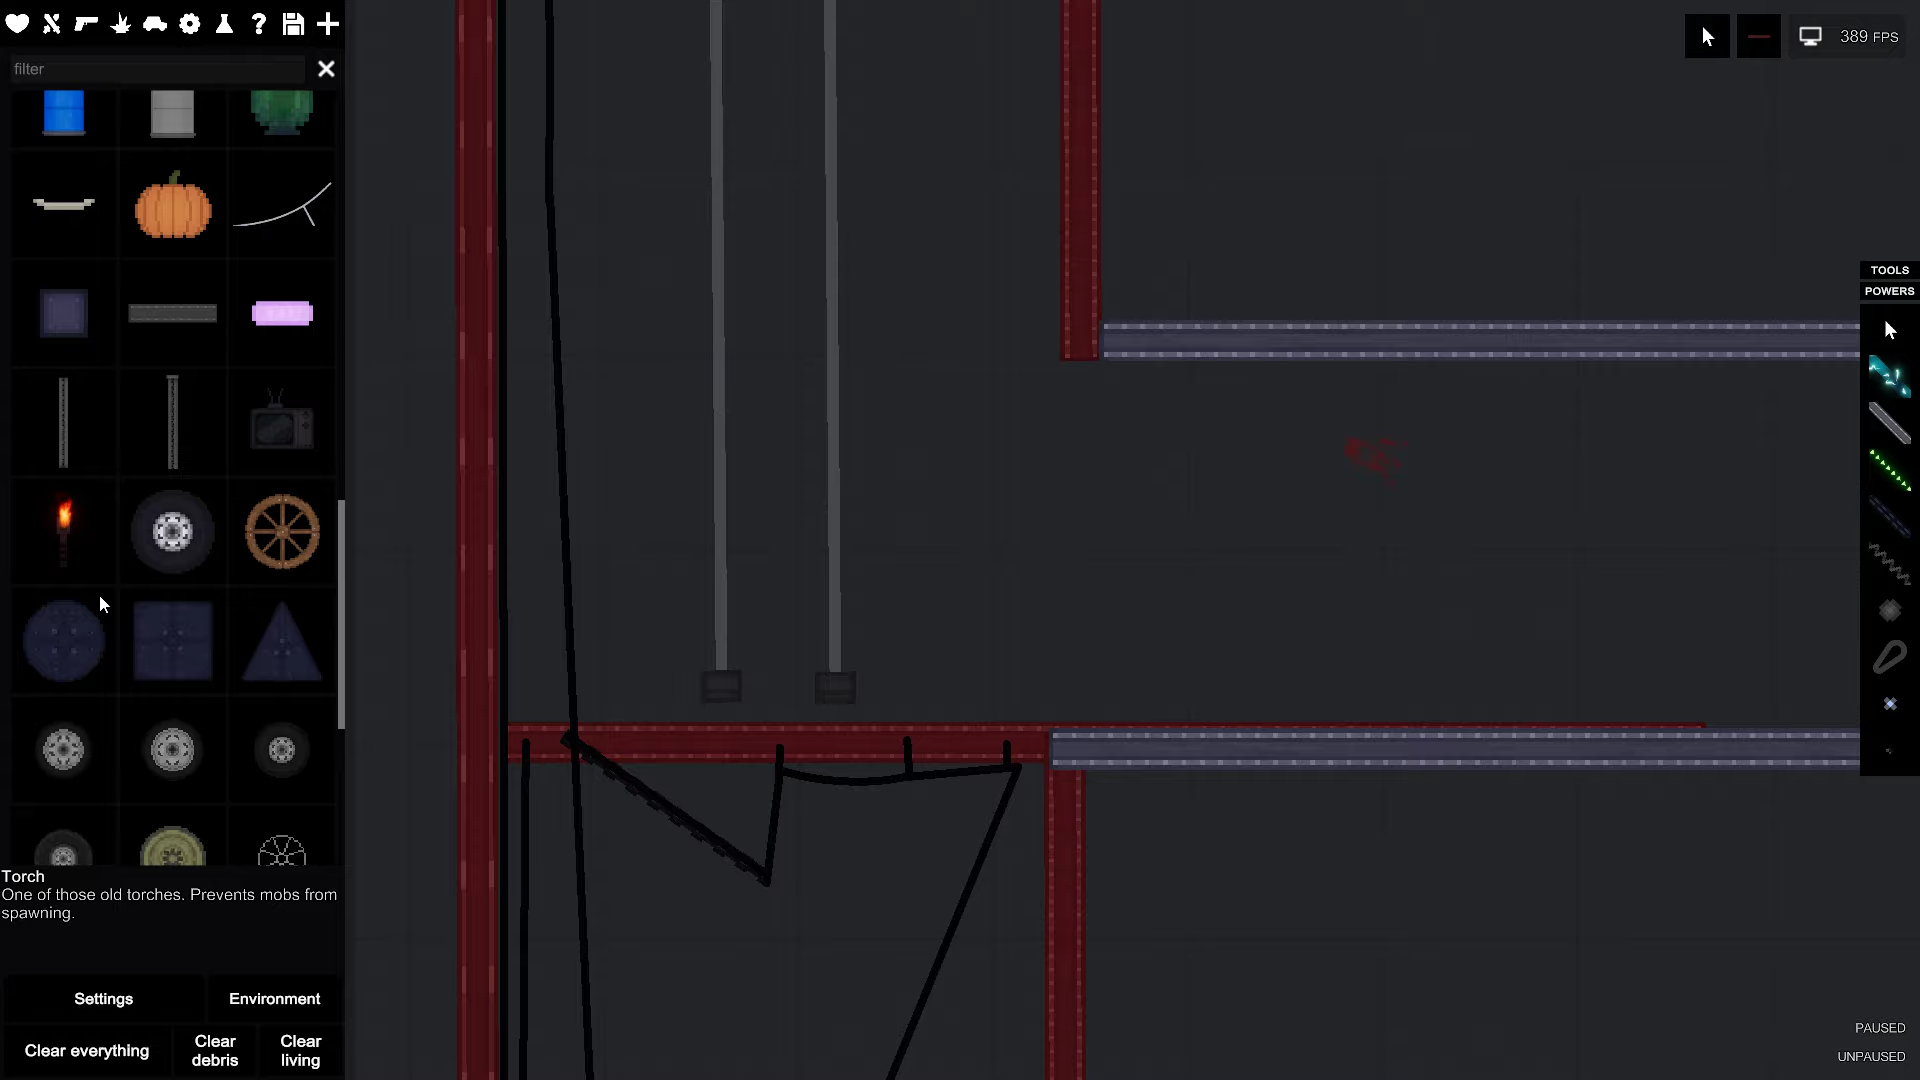 filter
389 FPS
TOOLS
POWERS
Torch
One of those old torches. Prevents mobs from
spawning.
Settings
Environment
Clear everything
Clear
debris
Clear
living
PAUSED
UNPAUSED